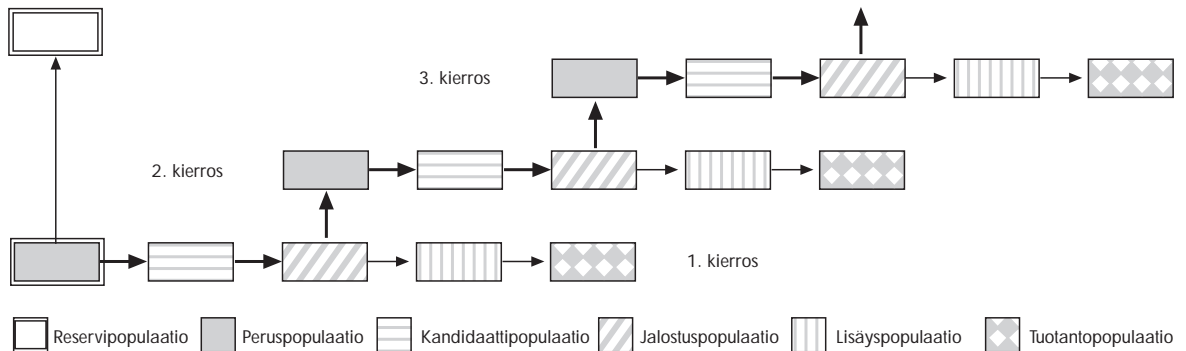 3. kierros
2. kierros
1. kierros
Reservipopulaatio Peruspopulaatio Kandidaattipopulaatio Jalostuspopulaatio Lisäyspopulaatio Tuotantopopulaatio